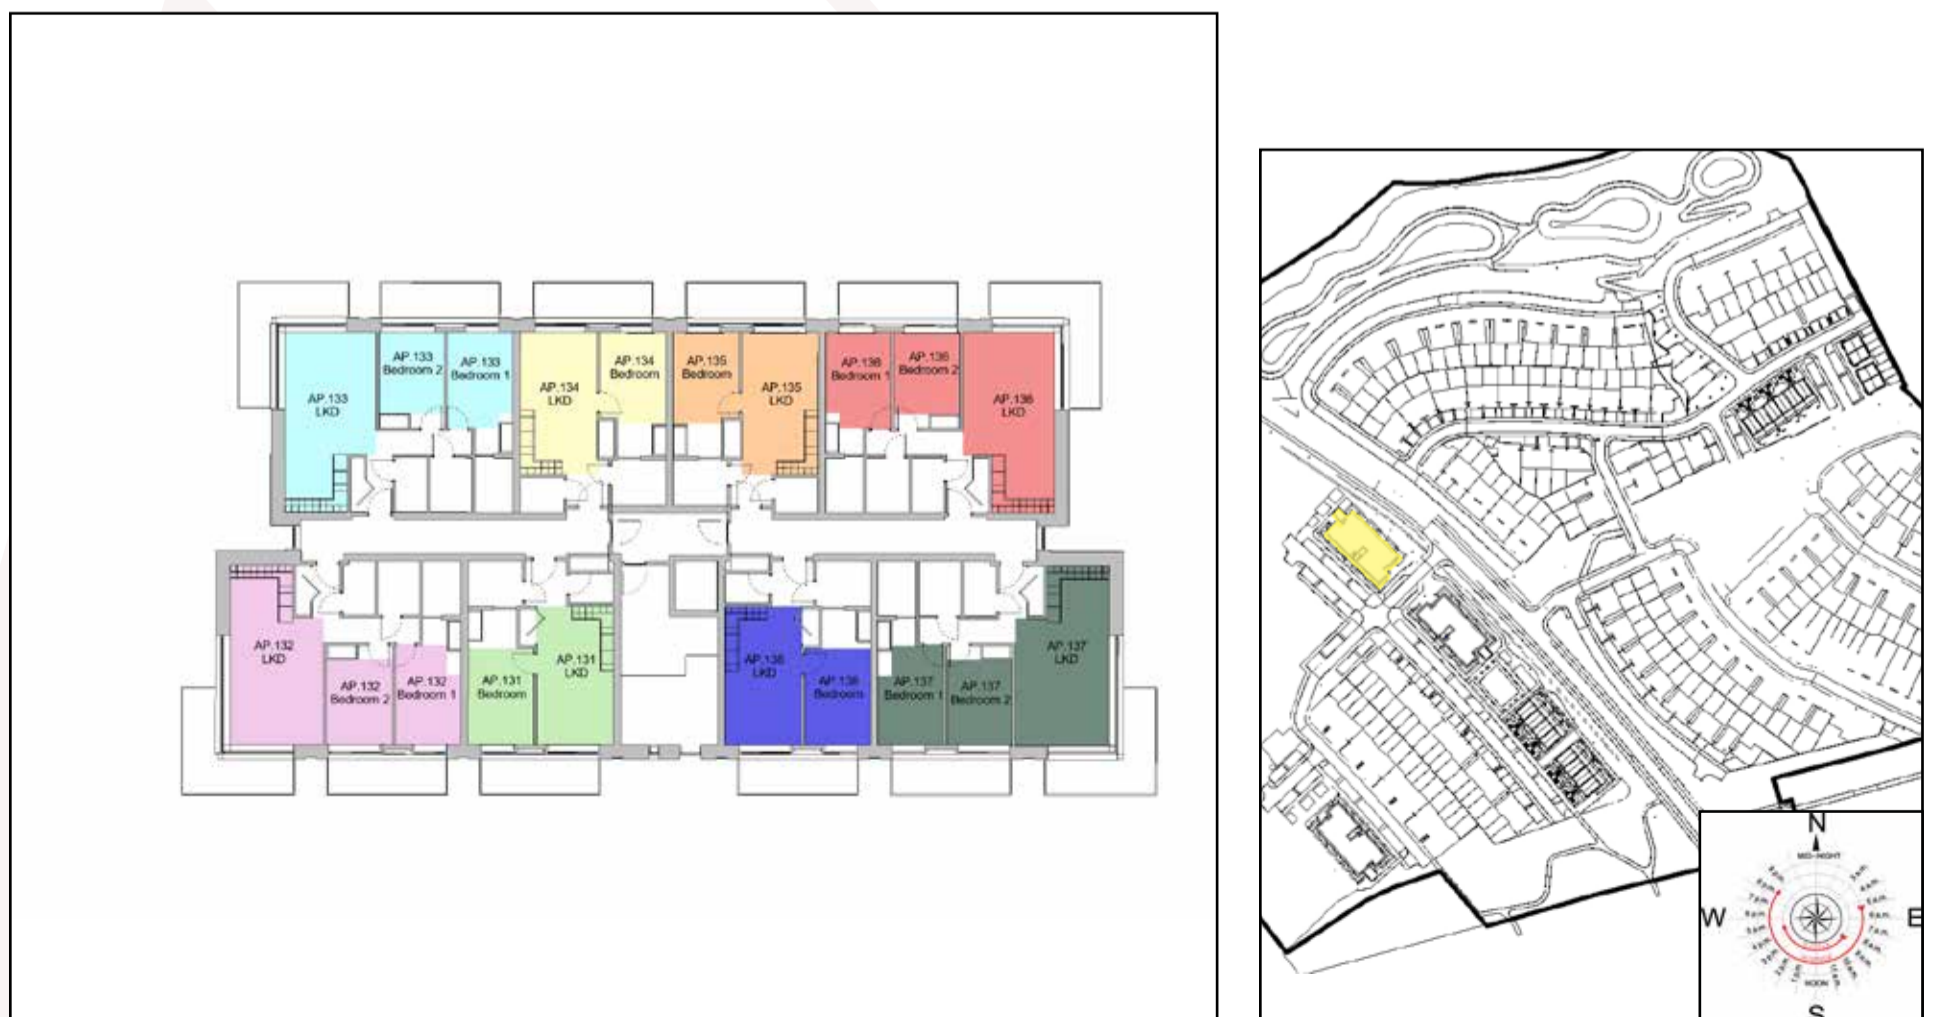 AP.133
LKD
AP.133
Bedroom 2
AP.133
Bedroom 1
AP.134
LKD
AP.134
Bedroom
AP.135
Bedroom
AP.135
LKD
AP.136
Bedroom 1
AP.136
Bedroom 2
AP.136
LKD
AP.132
LKD
AP.132
Bedroom 2
AP.132
Bedroom 1
AP.131
Bedroom
AP.131
LKD
AP.138
LKD
AP.138
Bedroom
AP.137
Bedroom 1
AP.137
Bedroom 2
AP.137
LKD
N
MID-NIGHT
W
E
NOON
S